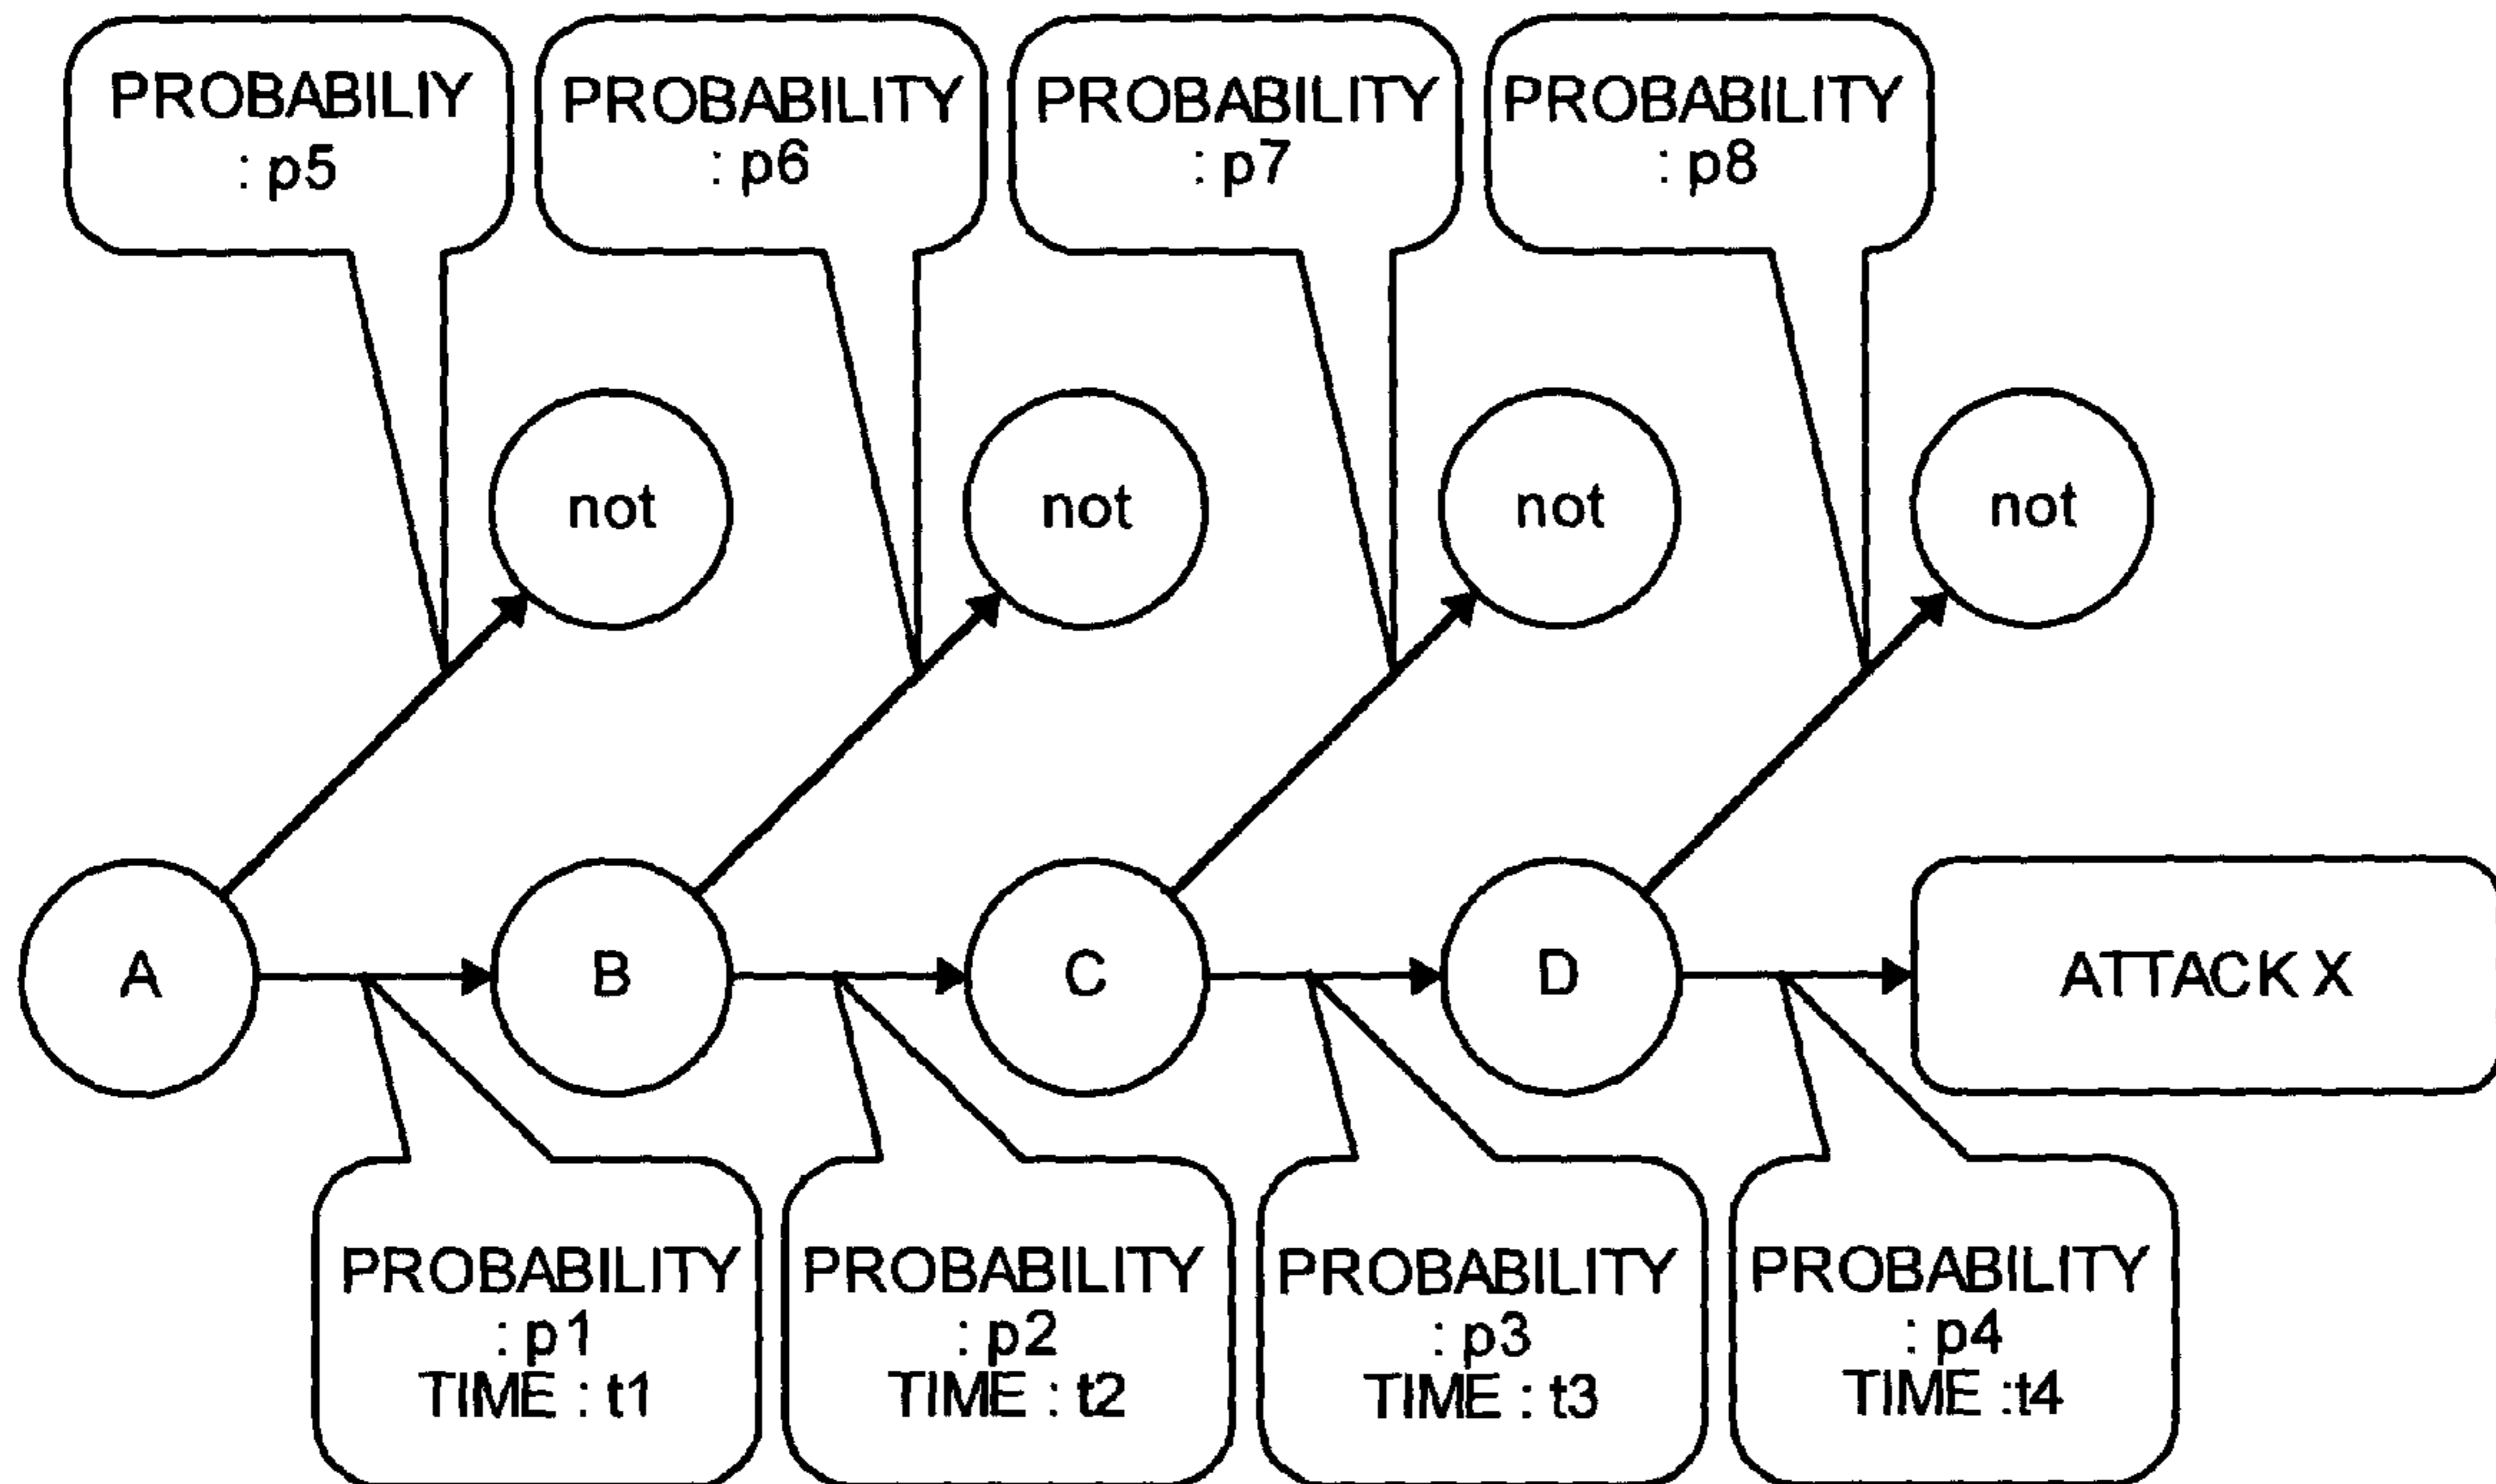 PROBABILIY
: p5
PROBABILITY
: p6
PROBABILITY
: p7
PROBABILITY
: p8
not
not
not
not
A
B
C
D
ATTACK X
PROBABILITY
: p1
TIME : t1
PROBABILITY
: p2
TIME : t2
PROBABILITY
: p3
TIME : t3
PROBABILITY
: p4
TIME :t4